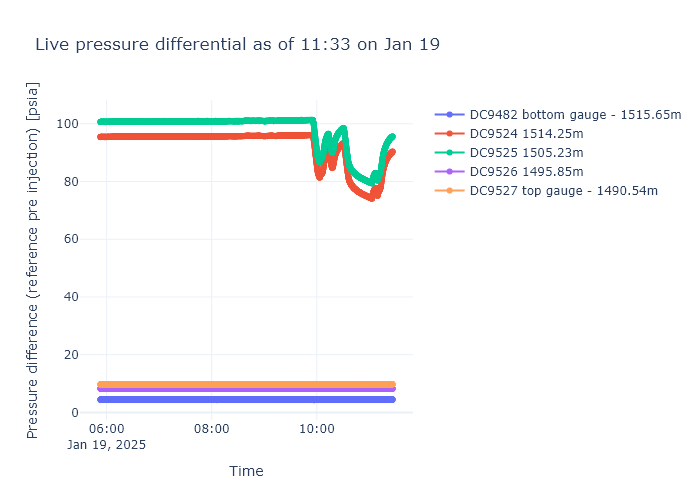 Live pressure differential as of 11:33 on Jan 19
Pressure difference (reference pre injection) [psia]
100
80
60
40
20
0
06:00
Jan 19, 2025
08:00
10:00
Time
DC9482 bottom gauge - 1515.65m
DC9524 1514.25m
DC9525 1505.23m
DC9526 1495.85m
DC9527 top gauge - 1490.54m